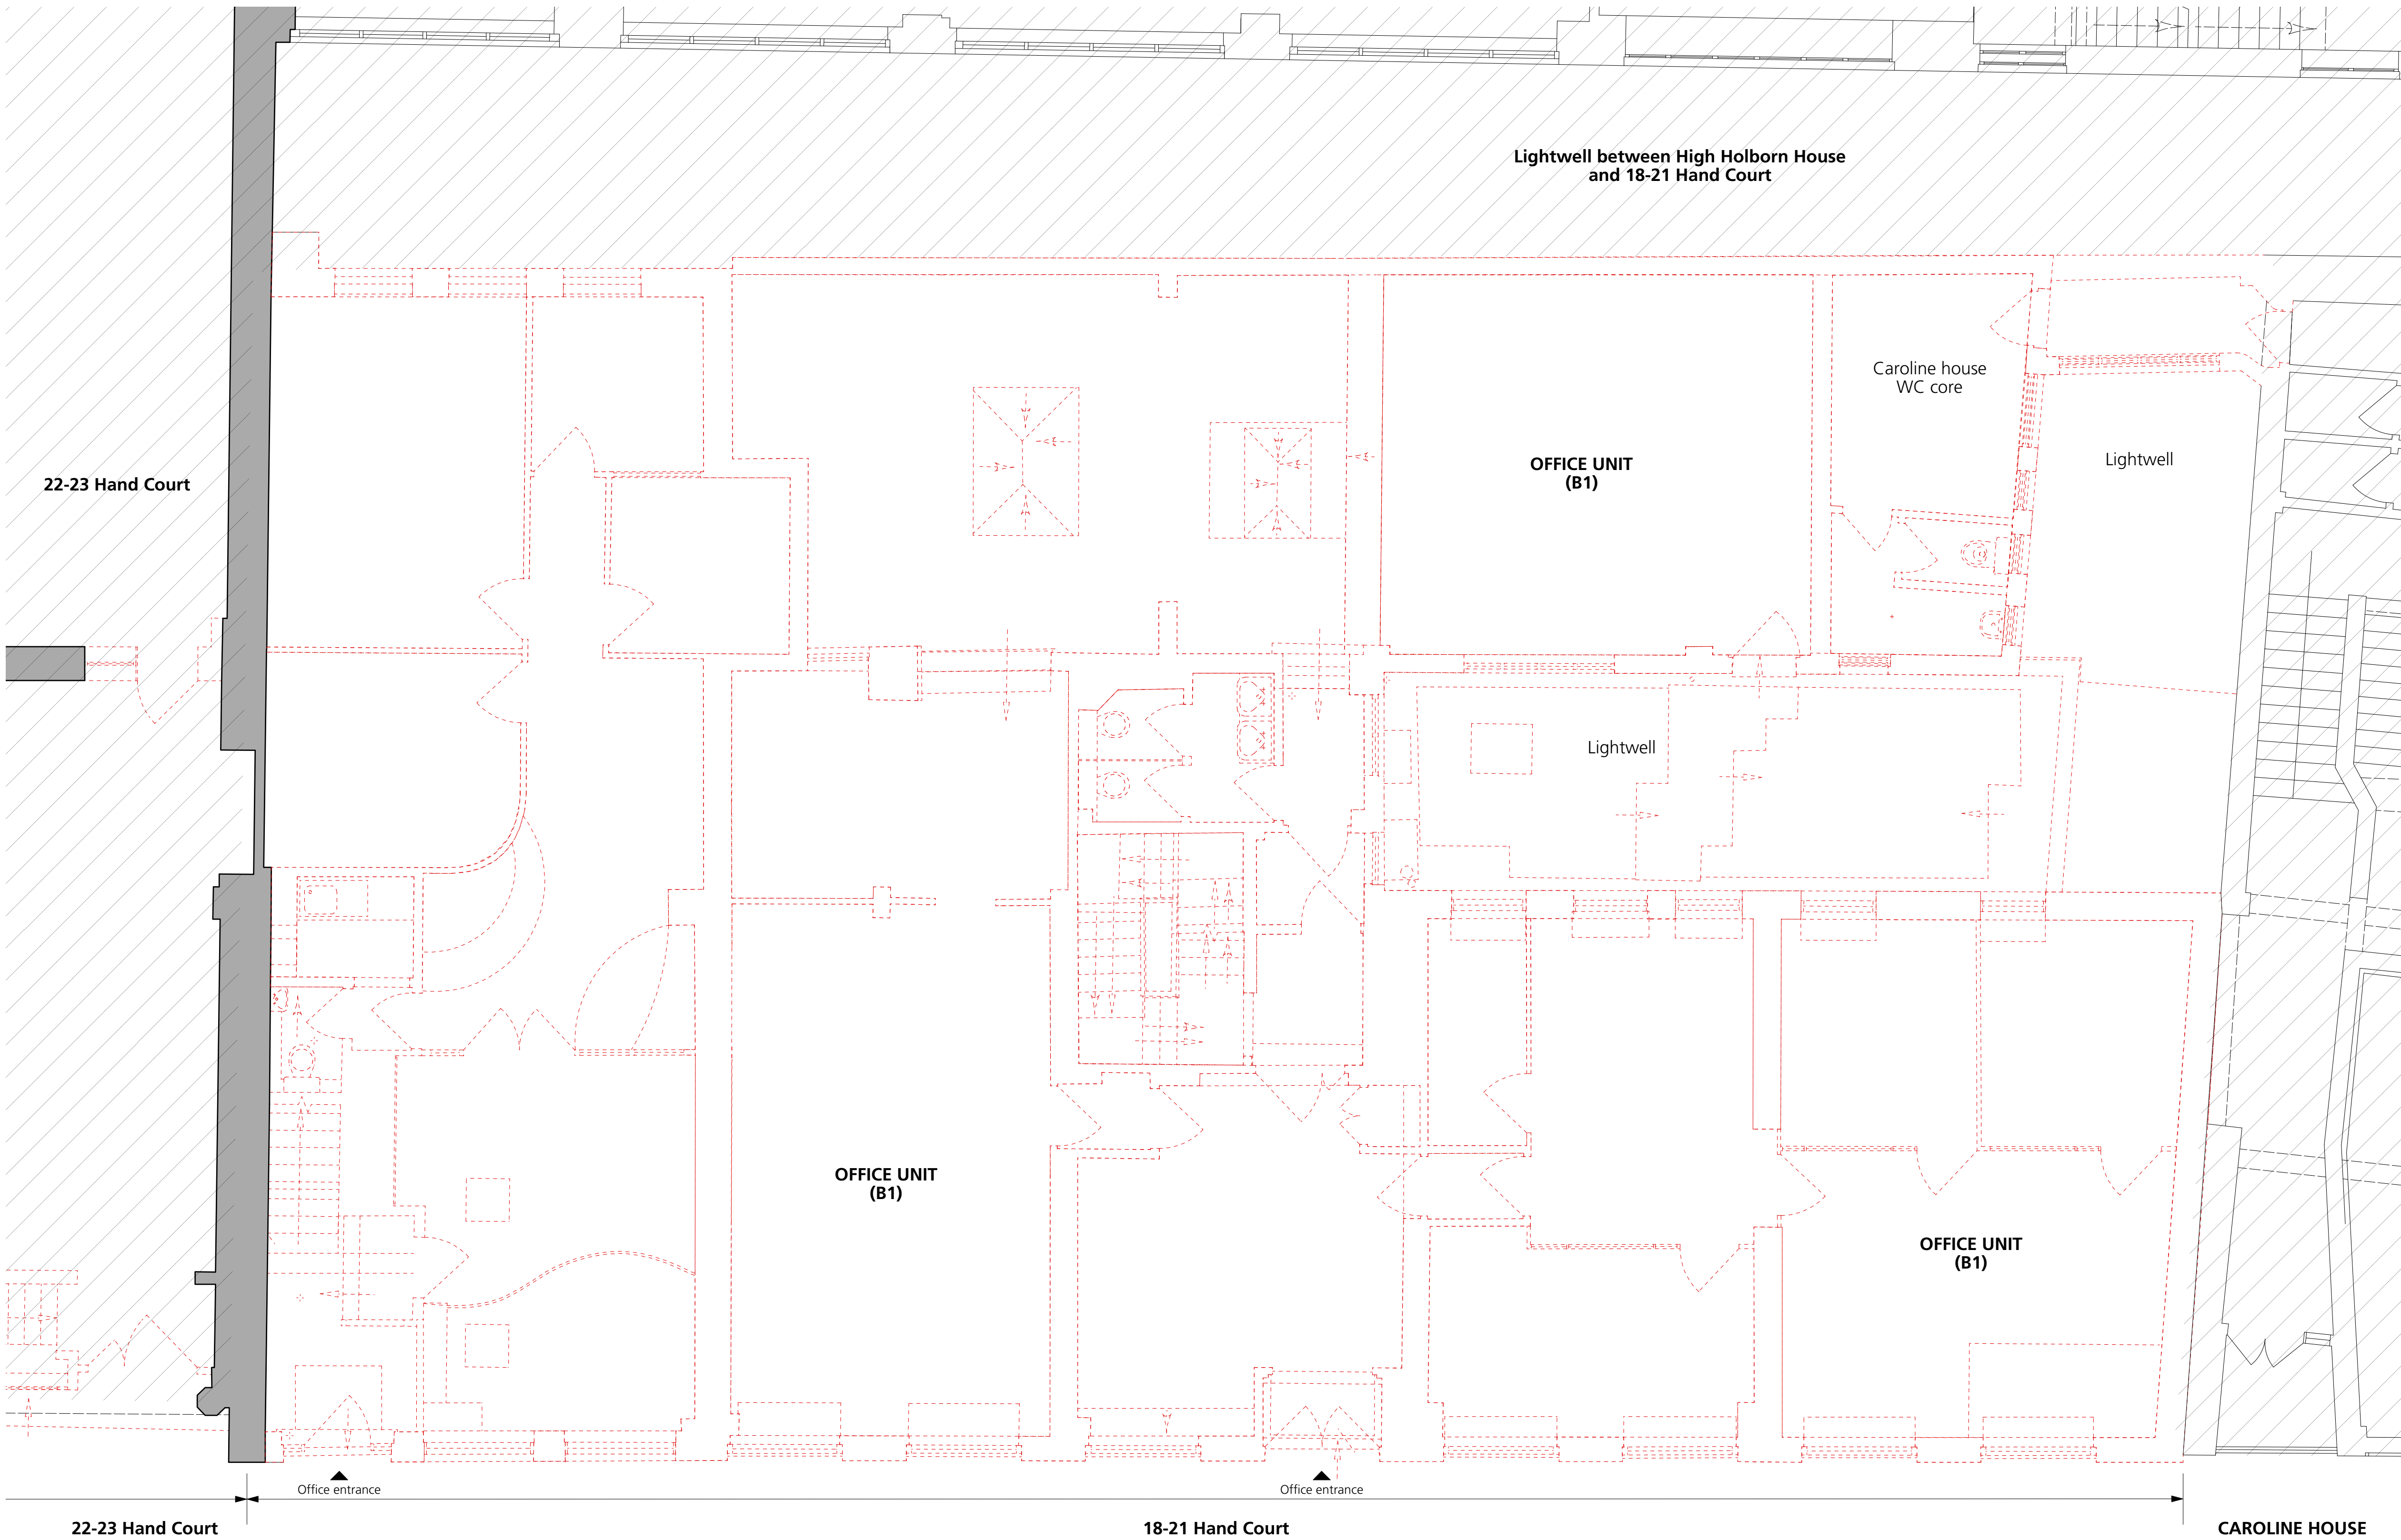 Lightwell between High Holborn House
and 18-21 Hand Court
Caroline house
WC core
Lightwell
OFFICE UNIT
(B1)
22-23 Hand Court
Lightwell
OFFICE UNIT
(B1)
OFFICE UNIT
(B1)
Office entrance
Office entrance
22-23 Hand Court
18-21 Hand Court
CAROLINE HOUSE